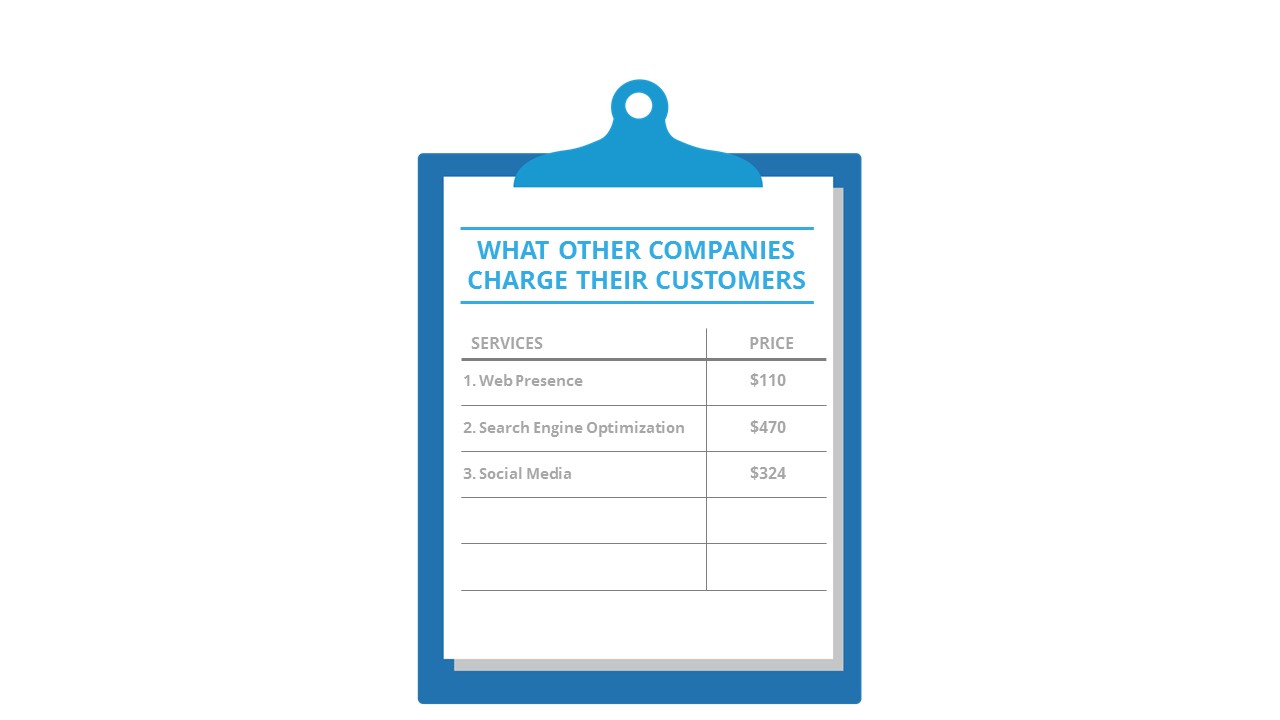 WHAT OTHER COMPANIES
CHARGE THEIR CUSTOMERS
SERVICES PRICE
1. Web Presence $110
2. Search Engine Optimization $470
3. Social Media $324